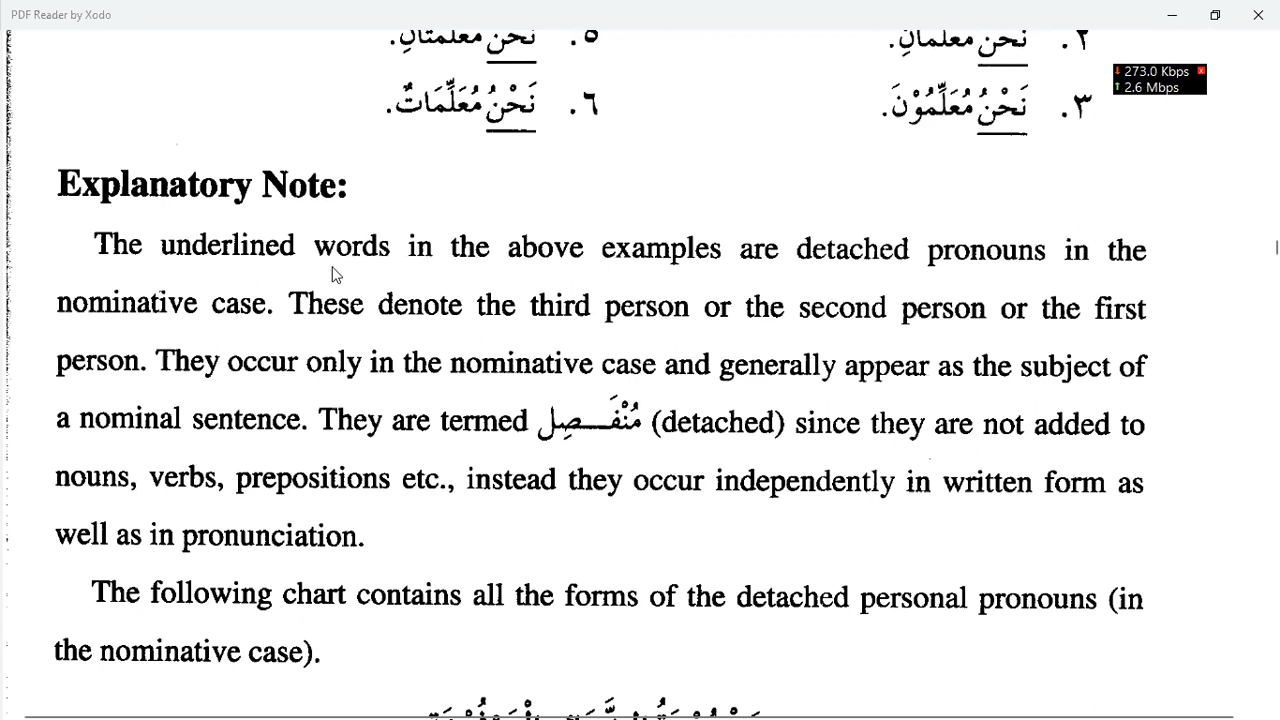 PDF Reader by Xodo
٢. نَحْنُ مُعَلِّمَانِ.
٥. نَحْنُ مُعَلِّمَتَانِ.
273.0 Kbps
2.6 Mbps
٣. نَحْنُ مُعَلِّمُوْنَ.
٦. نَحْنُ مُعَلِّمَاتٌ.
Explanatory Note:
The underlined words in the above examples are detached pronouns in the
nominative case. These denote the third person or the second person or the first
person. They occur only in the nominative case and generally appear as the subject of
a nominal sentence. They are termed مُنْفَـصِل (detached) since they are not added to
nouns, verbs, prepositions etc., instead they occur independently in written form as
well as in pronunciation.
The following chart contains all the forms of the detached personal pronouns (in
the nominative case).